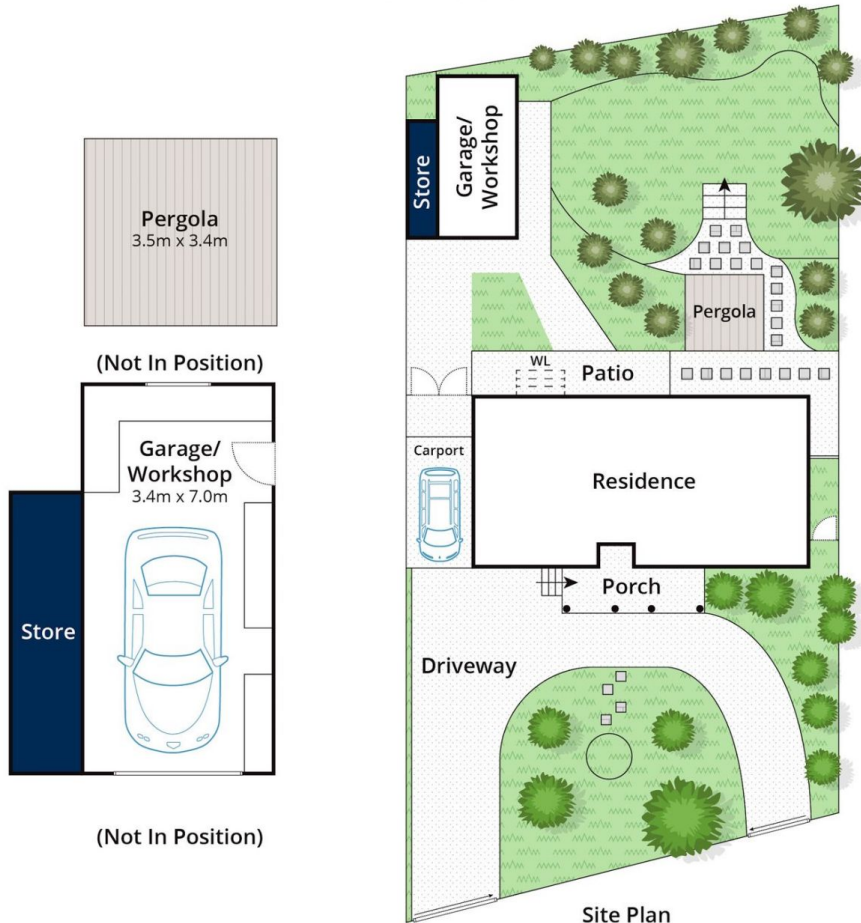 Pergola
3.5m x 3.4m
(Not In Position)
Garage/
Workshop
3.4m x 7.0m
Store
(Not In Position)
Store
Garage/
Workshop
Pergola
WL
Patio
Carport
Residence
Porch
Driveway
Site Plan